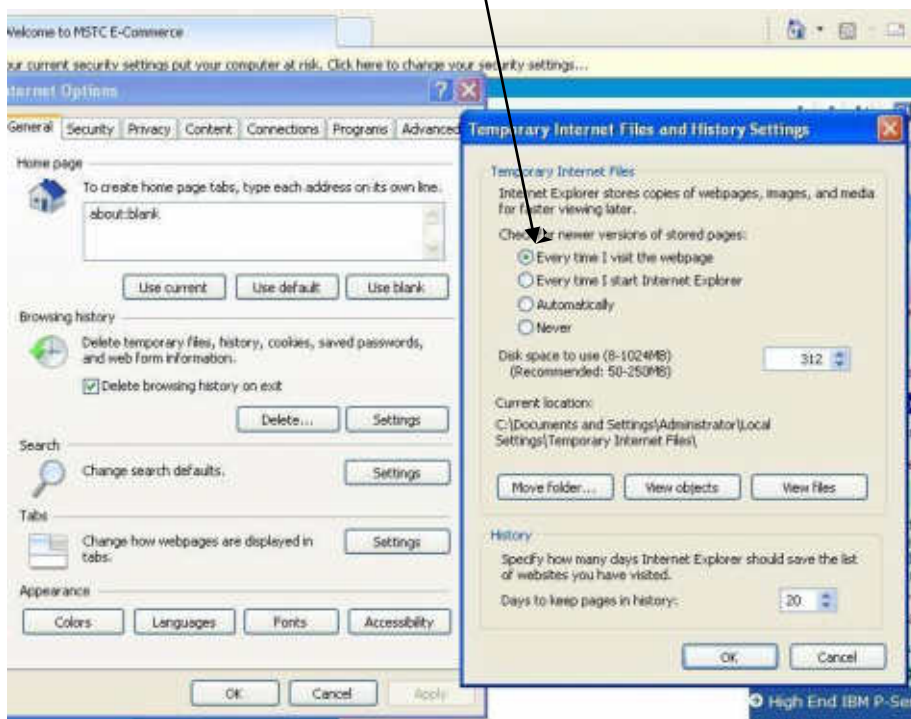 Welcome to MSTC E-Commerce
our current security settings put your computer at risk. Click here to change your security settings...
Internet Options
General Security Privacy Content Connections Programs Advanced
Home page
To create home page tabs, type each address on its own line.
about:blank
Use current Use default Use blank
Browsing history
Delete temporary files, history, cookies, saved passwords,
and web form information.
Delete browsing history on exit
Delete... Settings
Search
Change search defaults.
Settings
Tabs
Change how webpages are displayed in
tabs.
Settings
Appearance
Colors Languages Fonts Accessibility
OK Cancel Apply
Temporary Internet Files and History Settings
Temporary Internet Files
Internet Explorer stores copies of webpages, images, and media
for faster viewing later.
Check for newer versions of stored pages:
Every time I visit the webpage
Every time I start Internet Explorer
Automatically
Never
Disk space to use (8-1024MB)
(Recommended: 50-250MB)
312
Current location:
C:\Documents and Settings\Administrator\Local
Settings\Temporary Internet Files\
Move folder... View objects View files
History
Specify how many days Internet Explorer should save the list
of websites you have visited.
Days to keep pages in history: 20
OK Cancel
High End IBM P-Se